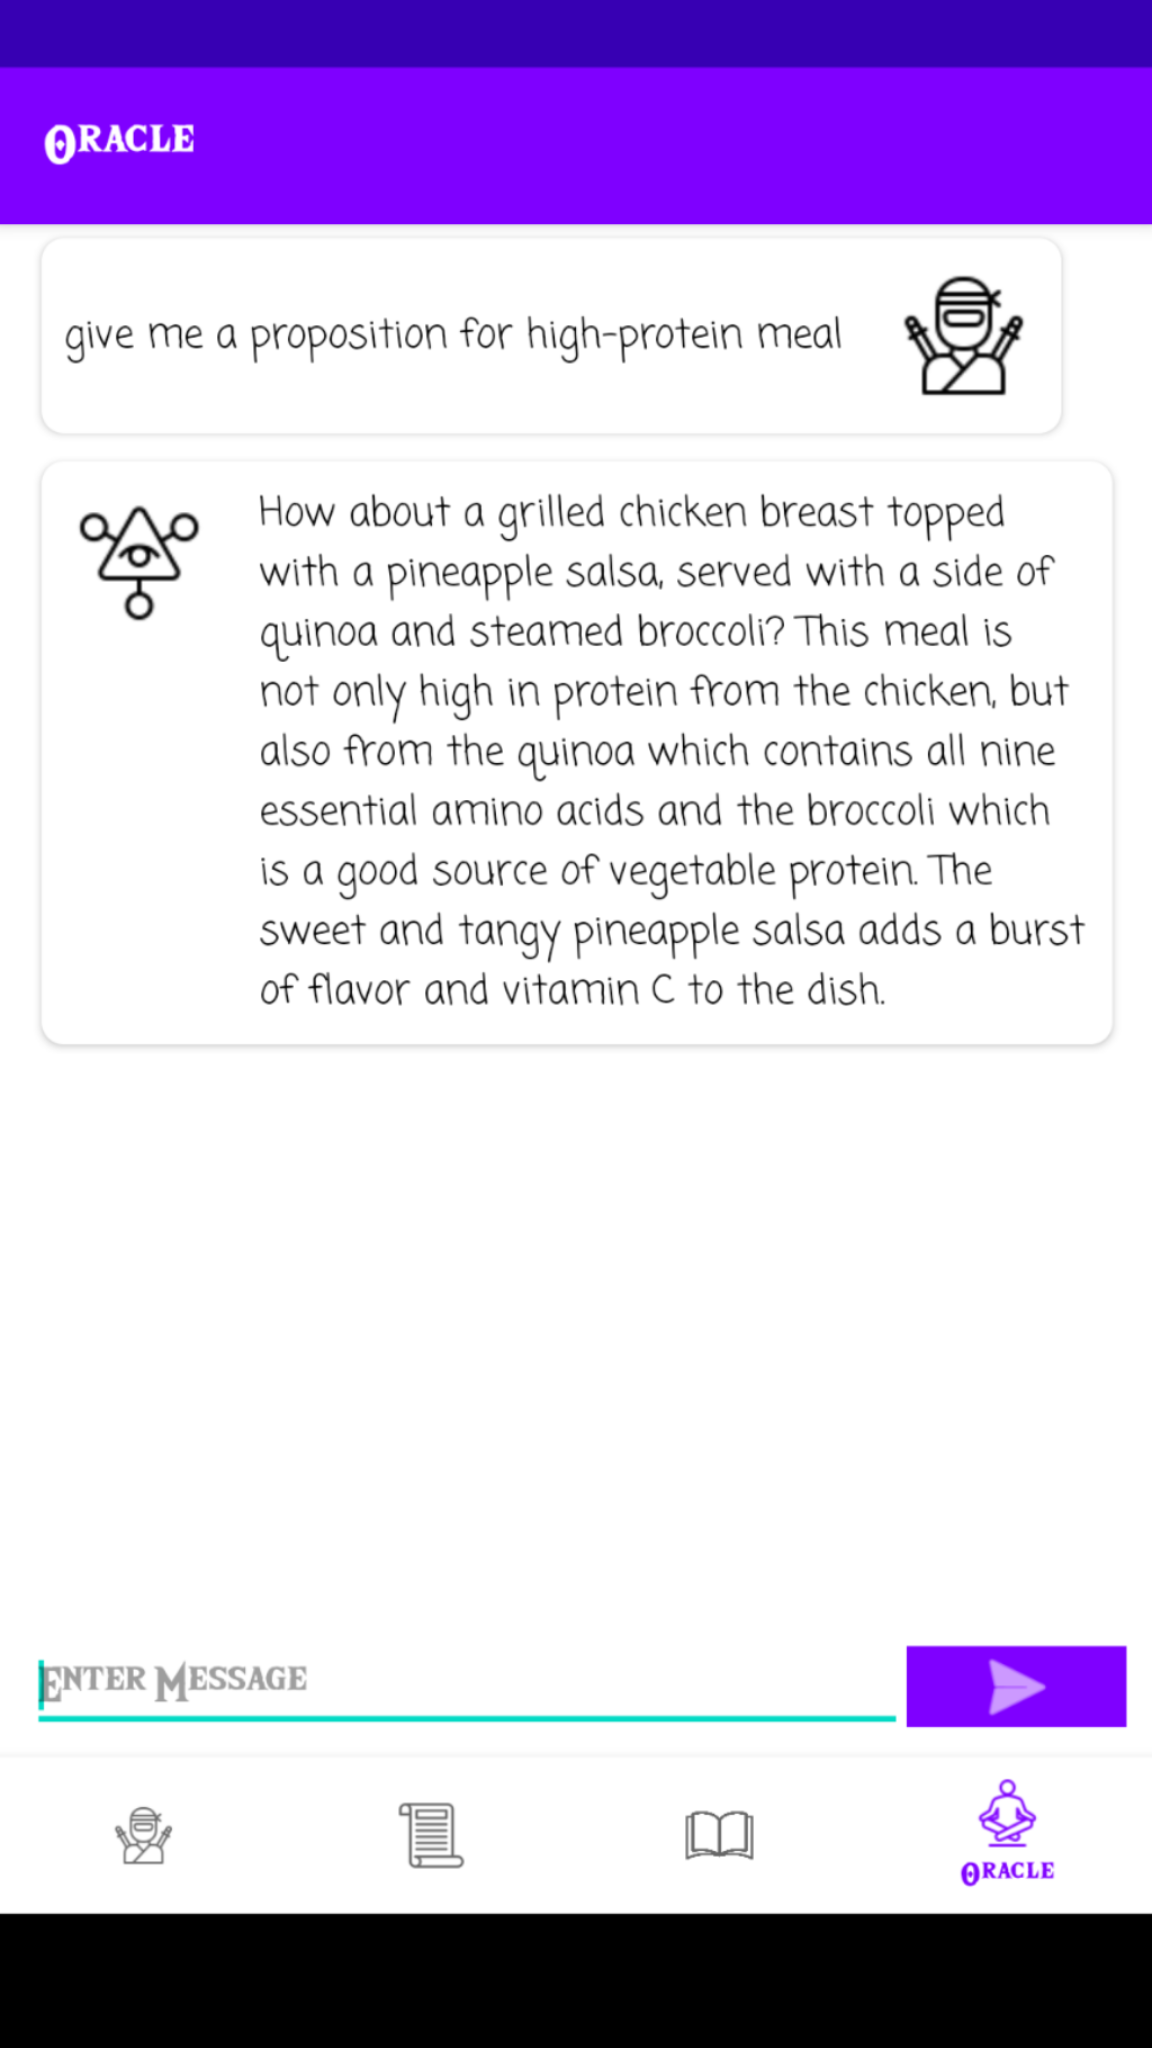 Oracle
give me a proposition for high-protein meal
How about a grilled chicken breast topped
with a pineapple salsa, served with a side of
quinoa and steamed broccoli? This meal is
not only high in protein from the chicken, but
also from the quinoa which contains all nine
essential amino acids and the broccoli which
is a good source of vegetable protein. The
sweet and tangy pineapple salsa adds a burst
of flavor and vitamin C to the dish.
Enter Message
Oracle